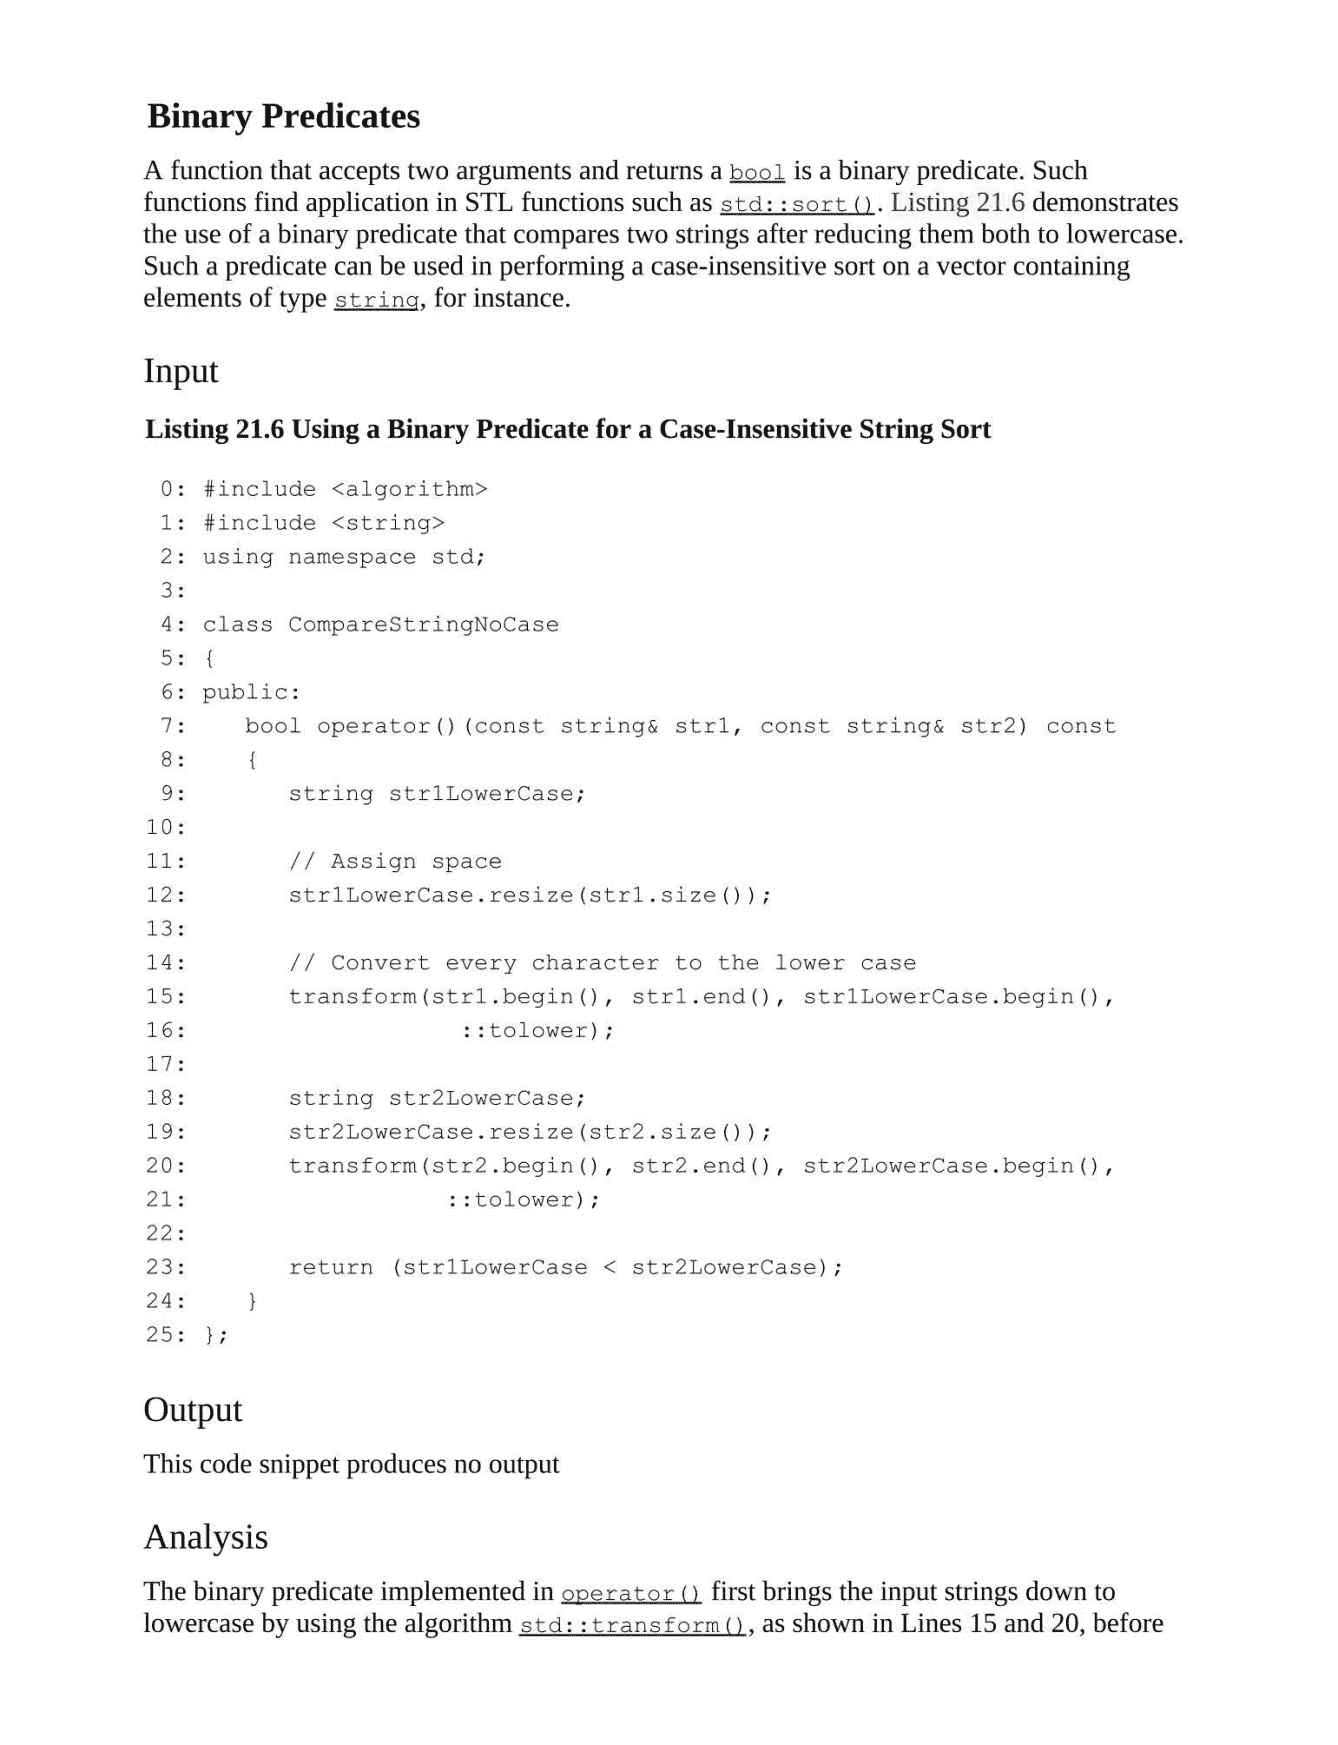 Binary Predicates
A function that accepts two arguments and returns a bool is a binary predicate. Such
functions find application in STL functions such as std::sort(). Listing 21.6 demonstrates
the use of a binary predicate that compares two strings after reducing them both to lowercase.
Such a predicate can be used in performing a case-insensitive sort on a vector containing
elements of type string, for instance.
Input
Listing 21.6 Using a Binary Predicate for a Case-Insensitive String Sort
0: #include <algorithm>
1: #include <string>
2: using namespace std;
3:
4: class CompareStringNoCase
5: {
6: public:
7:    bool operator()(const string& str1, const string& str2) const
8:    {
9:       string str1LowerCase;
10:
11:       // Assign space
12:       str1LowerCase.resize(str1.size());
13:
14:       // Convert every character to the lower case
15:       transform(str1.begin(), str1.end(), str1LowerCase.begin(),
16:                   ::tolower);
17:
18:       string str2LowerCase;
19:       str2LowerCase.resize(str2.size());
20:       transform(str2.begin(), str2.end(), str2LowerCase.begin(),
21:                  ::tolower);
22:
23:       return (str1LowerCase < str2LowerCase);
24:    }
25: };
Output
This code snippet produces no output
Analysis
The binary predicate implemented in operator() first brings the input strings down to
lowercase by using the algorithm std::transform(), as shown in Lines 15 and 20, before